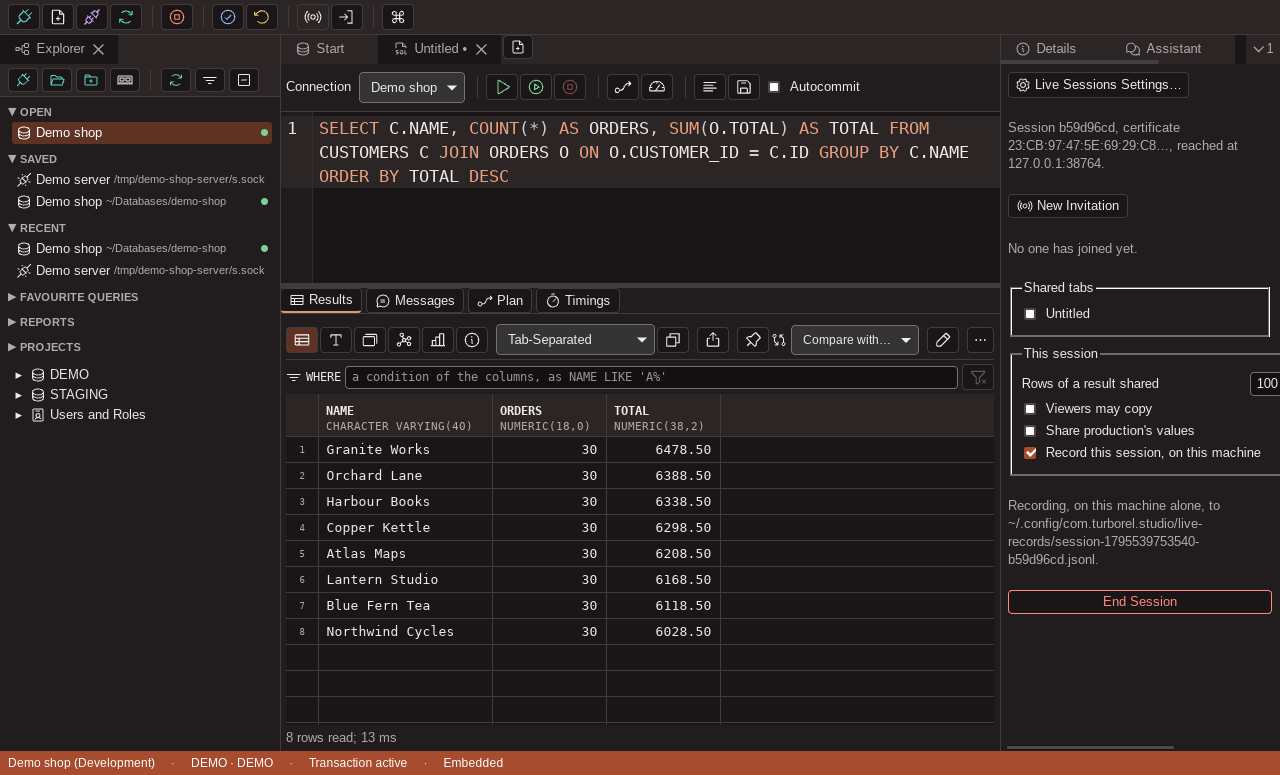 Explorer
Start
Untitled •
Details
Assistant
1
OPEN
Demo shop
SAVED
Demo server /tmp/demo-shop-server/s.sock
Demo shop ~/Databases/demo-shop
RECENT
Demo shop ~/Databases/demo-shop
Demo server /tmp/demo-shop-server/s.sock
FAVOURITE QUERIES
REPORTS
PROJECTS
DEMO
STAGING
Users and Roles
Connection
Demo shop
Autocommit
1
SELECT C.NAME, COUNT(*) AS ORDERS, SUM(O.TOTAL) AS TOTAL FROM
CUSTOMERS C JOIN ORDERS O ON O.CUSTOMER_ID = C.ID GROUP BY C.NAME
ORDER BY TOTAL DESC
Results
Messages
Plan
Timings
Tab-Separated
Compare with…
WHERE
a condition of the columns, as NAME LIKE 'A%'
NAME ORDERS TOTAL
CHARACTER VARYING(40) NUMERIC(18,0) NUMERIC(38,2)
1 Granite Works 30 6478.50
2 Orchard Lane 30 6388.50
3 Harbour Books 30 6338.50
4 Copper Kettle 30 6298.50
5 Atlas Maps 30 6208.50
6 Lantern Studio 30 6168.50
7 Blue Fern Tea 30 6118.50
8 Northwind Cycles 30 6028.50
8 rows read; 13 ms
Live Sessions Settings…
Session b59d96cd, certificate
23:CB:97:47:5E:69:29:C8…, reached at
127.0.0.1:38764.
New Invitation
No one has joined yet.
Shared tabs
Untitled
This session
Rows of a result shared
100
Viewers may copy
Share production's values
Record this session, on this machine
Recording, on this machine alone, to
~/.config/com.turborel.studio/live-
records/session-1795539753540-
b59d96cd.jsonl.
End Session
Demo shop (Development) · DEMO · DEMO · Transaction active · Embedded